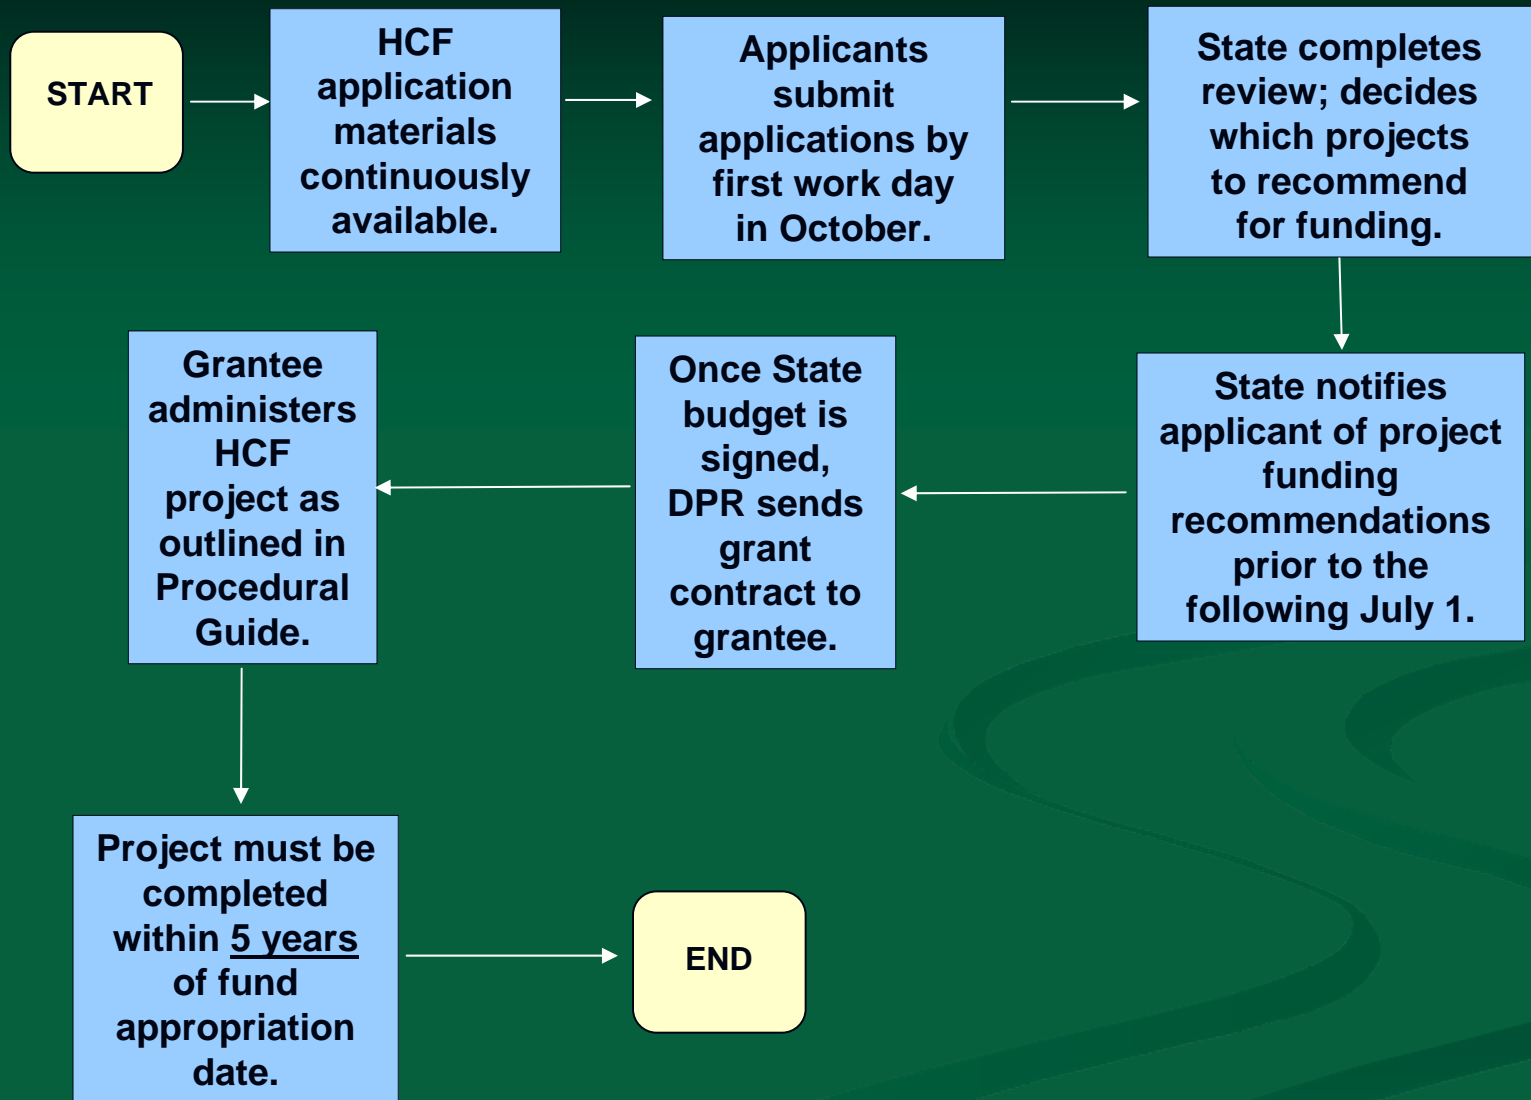 START
HCF
application
materials
continuously
available.
Applicants
submit
applications by
first work day
in October.
State completes
review; decides
which projects
to recommend
for funding.
State notifies
applicant of project
funding
recommendations
prior to the
following July 1.
Once State
budget is
signed,
DPR sends
grant
contract to
grantee.
Grantee
administers
HCF
project as
outlined in
Procedural
Guide.
Project must be
completed
within 5 years
of fund
appropriation
date.
END